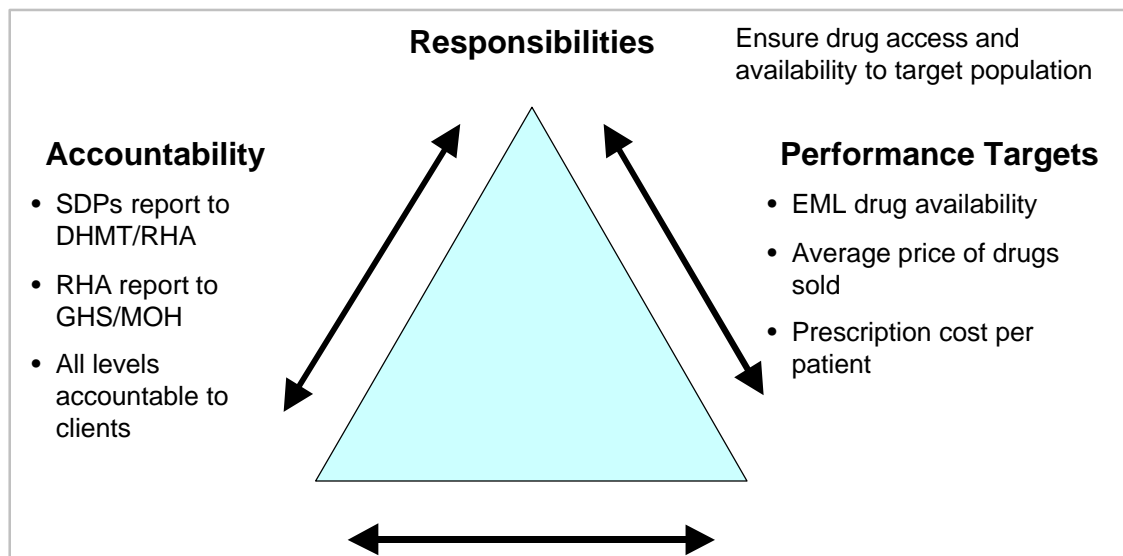 Responsibilities
Ensure drug access and
availability to target population
Accountability
• SDPs report to
DHMT/RHA
• RHA report to
GHS/MOH
• All levels
accountable to
clients
Performance Targets
• EML drug availability
• Average price of drugs
sold
• Prescription cost per
patient